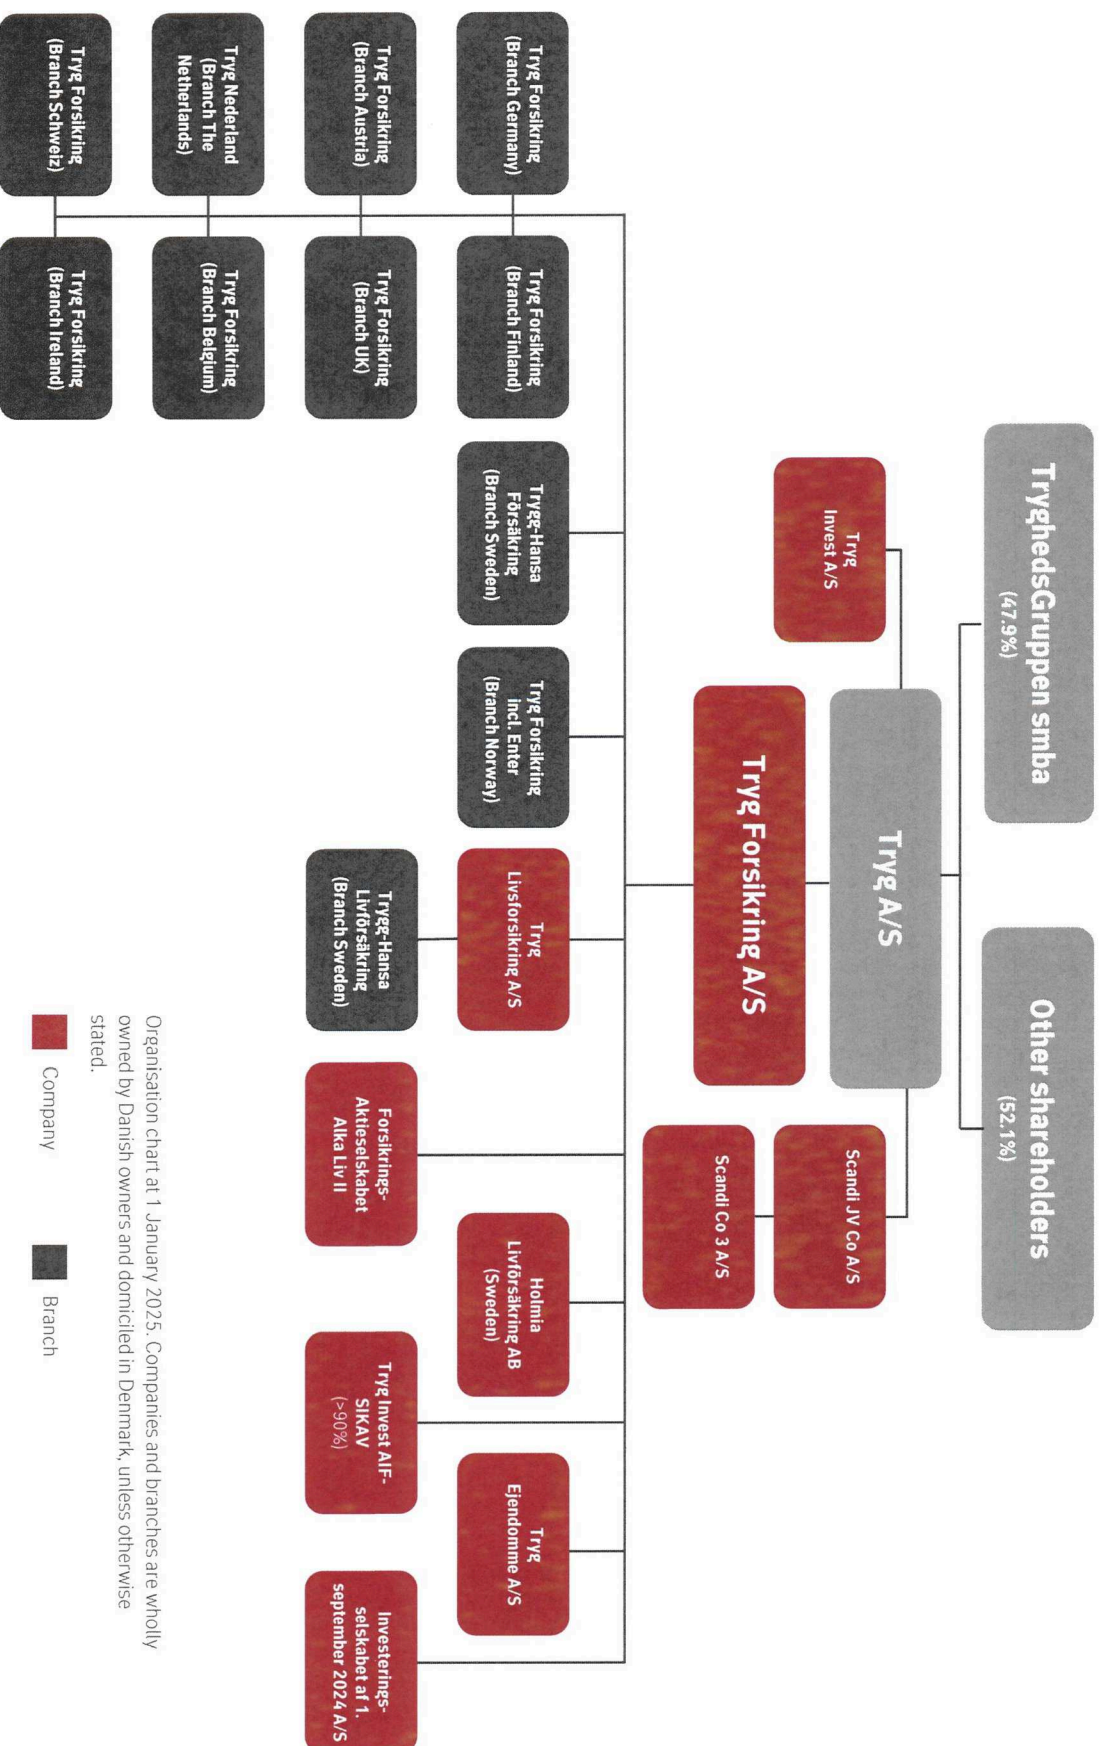 TryghedsGruppen smba
(47.9%)
Other shareholders
(52.1%)
Tryg A/S
Tryg
Invest A/S
Scandi JV Co A/S
Scandi Co 3 A/S
Tryg Forsikring A/S
Tryg Forsikring
(Branch Germany)
Tryg Forsikring
(Branch Finland)
Trygg-Hansa
Försäkring
(Branch Sweden)
Tryg Forsikring
incl. Enter
(Branch Norway)
Tryg
Livsforsikring A/S
Holmia
Livförsäkring AB
(Sweden)
Tryg
Ejendomme A/S
Tryg Forsikring
(Branch Austria)
Tryg Forsikring
(Branch UK)
Trygg-Hansa
Livförsäkring
(Branch Sweden)
Forsikrings-
Aktieselskabet
Alka Liv II
Tryg Invest AIF-
SIKAV
(>90%)
Investerings-
selskabet af 1.
september 2024 A/S
Tryg Nederland
(Branch The
Netherlands)
Tryg Forsikring
(Branch Belgium)
Tryg Forsikring
(Branch Schweiz)
Tryg Forsikring
(Branch Ireland)
Organisation chart at 1 January 2025. Companies and branches are wholly
owned by Danish owners and domiciled in Denmark, unless otherwise
stated.
Company
Branch